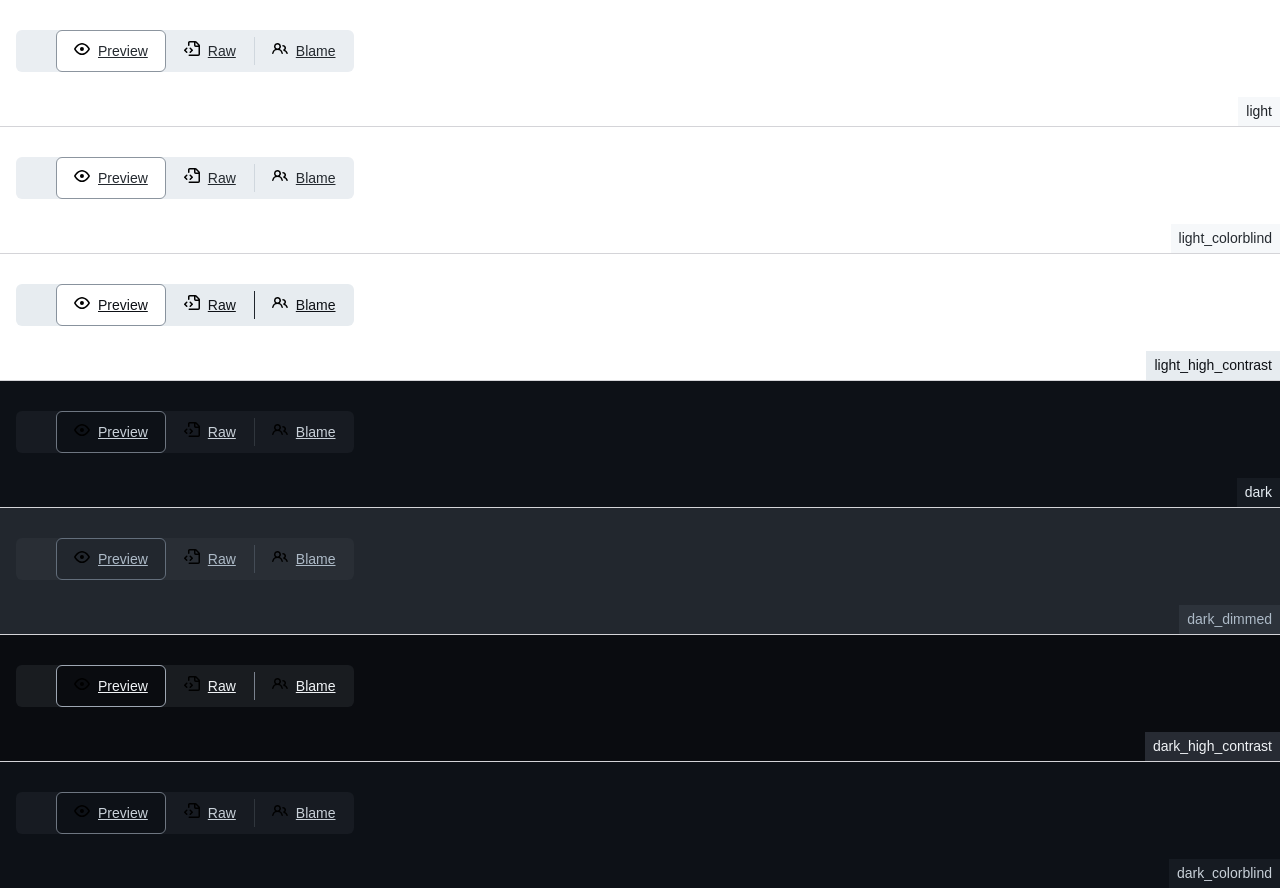 Preview Raw Blame
light
Preview Raw Blame
light_colorblind
Preview Raw Blame
light_high_contrast
Preview Raw Blame
dark
Preview Raw Blame
dark_dimmed
Preview Raw Blame
dark_high_contrast
Preview Raw Blame
dark_colorblind